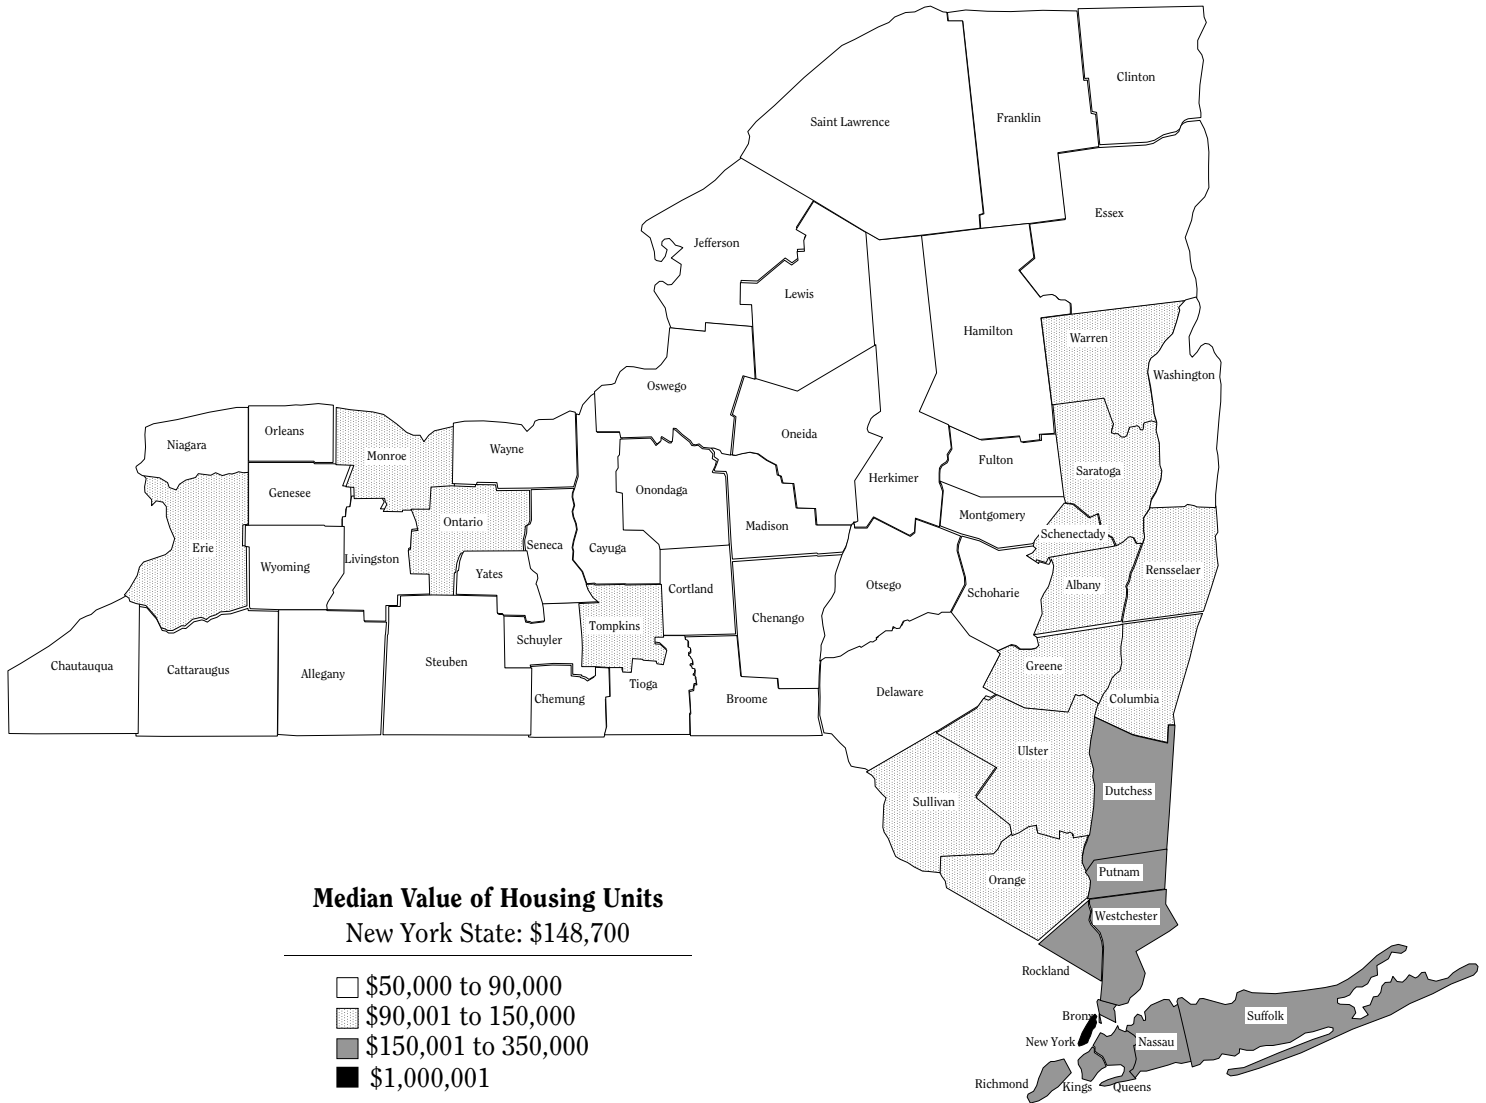 Clinton
Saint Lawrence
Franklin
Essex
Jefferson
Lewis
Hamilton
Warren
Washington
Oswego
Oneida
Niagara
Orleans
Monroe
Wayne
Herkimer
Fulton
Saratoga
Genesee
Onondaga
Montgomery
Ontario
Madison
Schenectady
Erie
Wyoming
Livingston
Seneca
Cayuga
Yates
Cortland
Otsego
Schoharie
Albany
Rensselaer
Chenango
Tompkins
Schuyler
Chautauqua
Cattaraugus
Allegany
Steuben
Greene
Chemung
Tioga
Broome
Delaware
Columbia
Ulster
Sullivan
Dutchess
Orange
Putnam
Westchester
Rockland
Bronx
New York
Nassau
Suffolk
Richmond
Kings
Queens
Median Value of Housing Units
New York State: $148,700
$50,000 to 90,000
$90,001 to 150,000
$150,001 to 350,000
$1,000,001